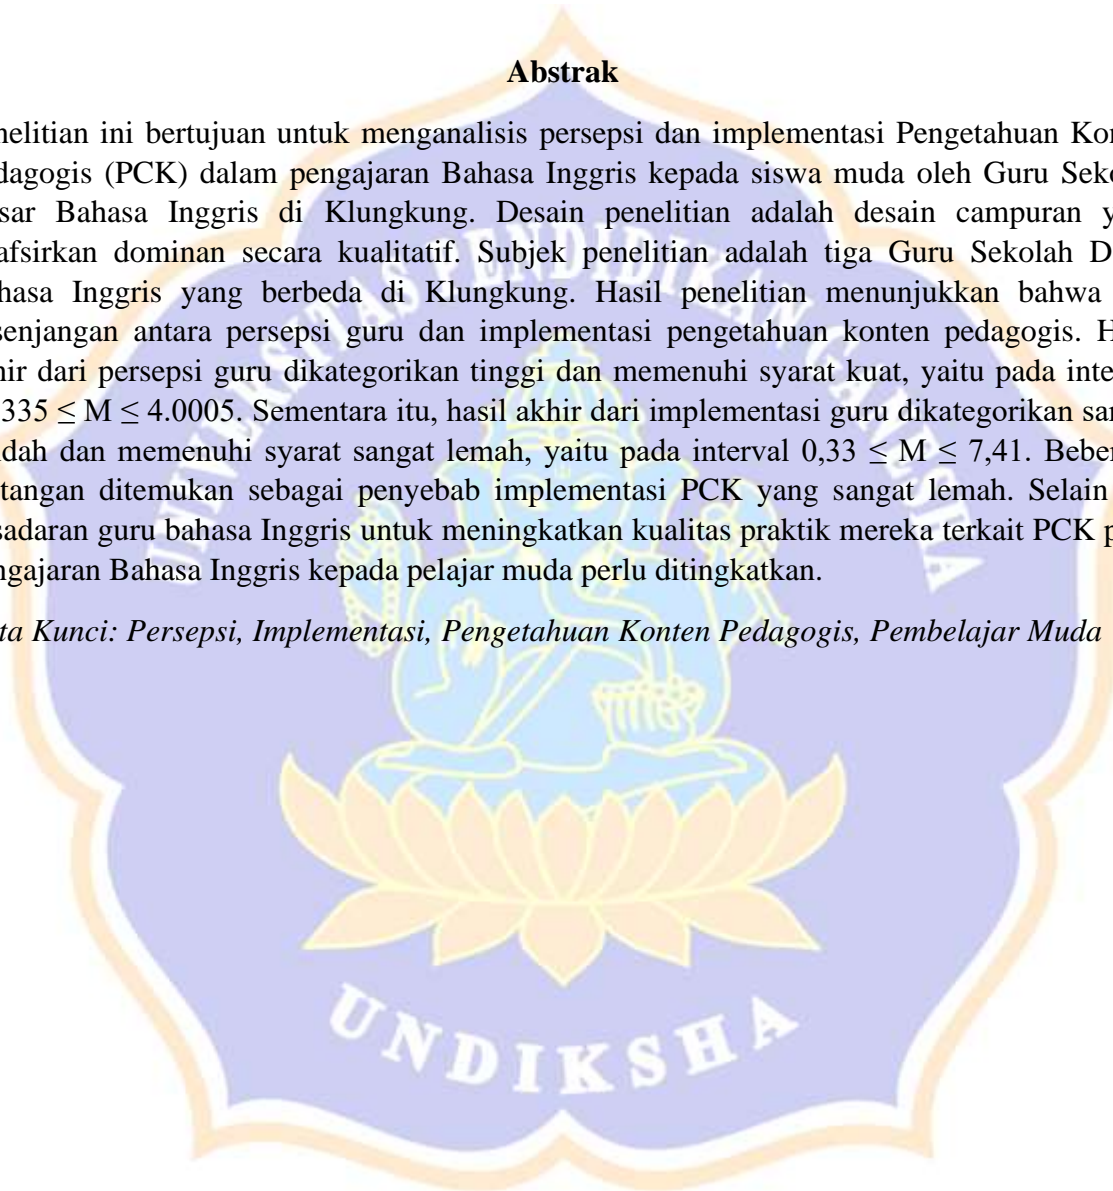 Abstrak
nelitian ini bertujuan untuk menganalisis persepsi dan implementasi Pengetahuan Kon
dagogis (PCK) dalam pengajaran Bahasa Inggris kepada siswa muda oleh Guru Seko
sar Bahasa Inggris di Klungkung. Desain penelitian adalah desain campuran y
afsirkan dominan secara kualitatif. Subjek penelitian adalah tiga Guru Sekolah D
hasa Inggris yang berbeda di Klungkung. Hasil penelitian menunjukkan bahwa
senjangan antara persepsi guru dan implementasi pengetahuan konten pedagogis. H
hir dari persepsi guru dikategorikan tinggi dan memenuhi syarat kuat, yaitu pada inte
335 ≤ M ≤ 4.0005. Sementara itu, hasil akhir dari implementasi guru dikategorikan san
ndah dan memenuhi syarat sangat lemah, yaitu pada interval 0,33 ≤ M ≤ 7,41. Beber
tangan ditemukan sebagai penyebab implementasi PCK yang sangat lemah. Selain
sadaran guru bahasa Inggris untuk meningkatkan kualitas praktik mereka terkait PCK p
ngajaran Bahasa Inggris kepada pelajar muda perlu ditingkatkan.
ta Kunci: Persepsi, Implementasi, Pengetahuan Konten Pedagogis, Pembelajar Muda
UNIVERSITAS PENDIDIKAN GANESHA
UNDIKSHA